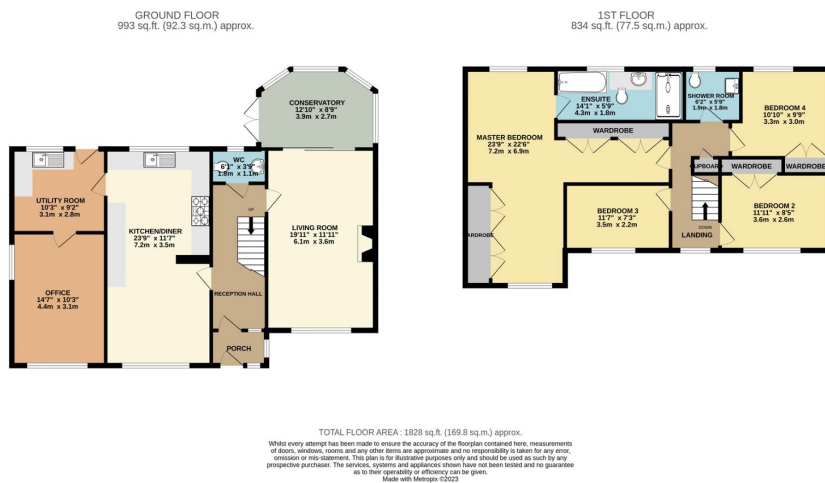 GROUND FLOOR
993 sq.ft. (92.3 sq.m.) approx.
1ST FLOOR
834 sq.ft. (77.5 sq.m.) approx.
CONSERVATORY
12'10" x 8'9"
3.9m x 2.7m
WC
6'1" x 3'9"
1.8m x 1.1m
UTILITY ROOM
10'3" x 9'2"
3.1m x 2.8m
KITCHEN/DINER
23'9" x 11'7"
7.2m x 3.5m
UP
LIVING ROOM
19'11" x 11'11"
6.1m x 3.6m
OFFICE
14'7" x 10'3"
4.4m x 3.1m
RECEPTION HALL
PORCH
ENSUITE
14'1" x 5'9"
4.3m x 1.8m
SHOWER ROOM
6'2" x 5'9"
1.9m x 1.8m
BEDROOM 4
10'10" x 9'9"
3.3m x 3.0m
MASTER BEDROOM
23'9" x 22'6"
7.2m x 6.9m
WARDROBE
CUPBOARD
WARDROBE
WARDROBE
WARDROBE
BEDROOM 3
11'7" x 7'3"
3.5m x 2.2m
BEDROOM 2
11'11" x 8'5"
3.6m x 2.6m
DOWN
LANDING
TOTAL FLOOR AREA : 1828 sq.ft. (169.8 sq.m.) approx.
Whilst every attempt has been made to ensure the accuracy of the floorplan contained here, measurements
of doors, windows, rooms and any other items are approximate and no responsibility is taken for any error,
omission or mis-statement. This plan is for illustrative purposes only and should be used as such by any
prospective purchaser. The services, systems and appliances shown have not been tested and no guarantee
as to their operability or efficiency can be given.
Made with Metropix ©2023